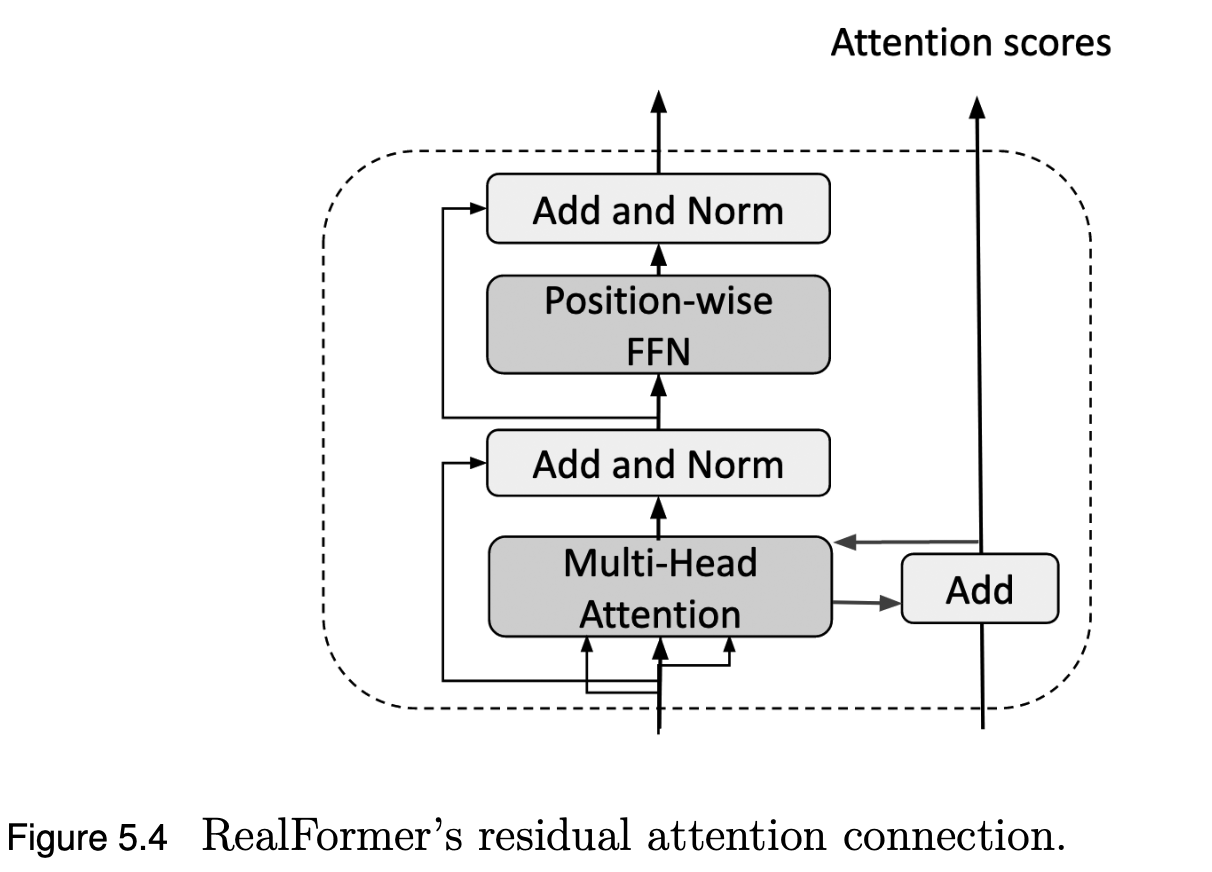 Attention scores
Add and Norm
Position-wise
FFN
Add and Norm
Multi-Head
Attention
Add
Figure 5.4 RealFormer’s residual attention connection.